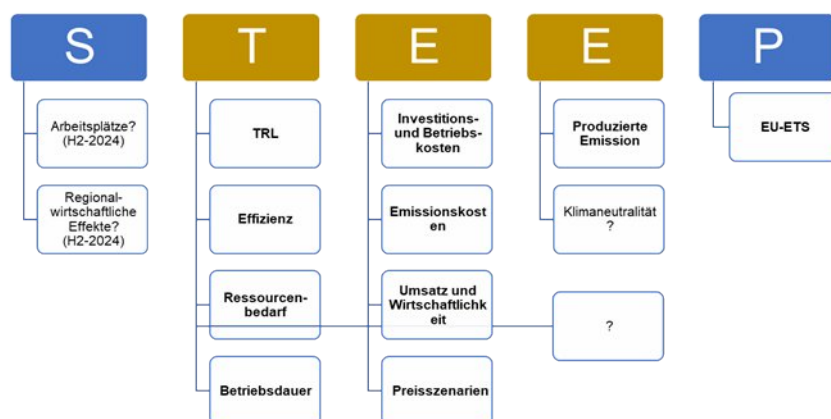 S
Arbeitsplätze?
(H2-2024)
Regional-
wirtschaftliche
Effekte?
(H2-2024)
T
TRL
Effizienz
Ressourcen-
bedarf
Betriebsdauer
E
Investitions-
und Betriebs-
kosten
Emissionskost
en
Umsatz und
Wirtschaftlichk
eit
Preisszenarien
E
Produzierte
Emission
Klimaneutralität
?
?
P
EU-ETS